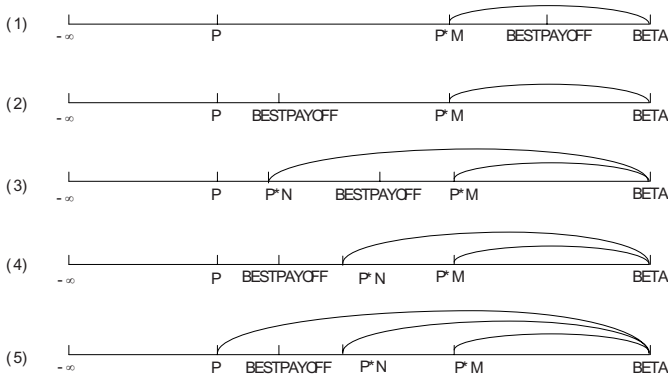 (1)
- ∞ P P* M BESTPAYOFF BETA
(2)
- ∞ P BESTPAYOFF P* M BETA
(3)
- ∞ P P* N BESTPAYOFF P* M BETA
(4)
- ∞ P BESTPAYOFF P* N P* M BETA
(5)
- ∞ P BESTPAYOFF P* N P* M BETA